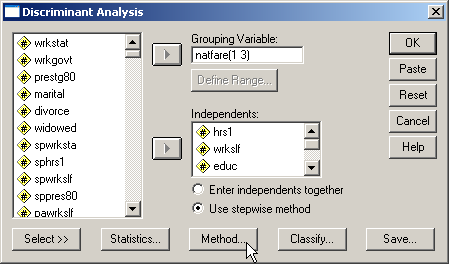 Discriminant Analysis
wrkstat
wrkgovt
prestg80
marital
divorce
widowed
spwrksta
sphrs1
spwrkslf
sppres80
pawrkslf
Grouping Variable:
natfare(1 3)
Define Range...
Independents:
hrs1
wrkslf
educ
Enter independents together
Use stepwise method
OK
Paste
Reset
Cancel
Help
Select >>
Statistics...
Method...
Classify...
Save...